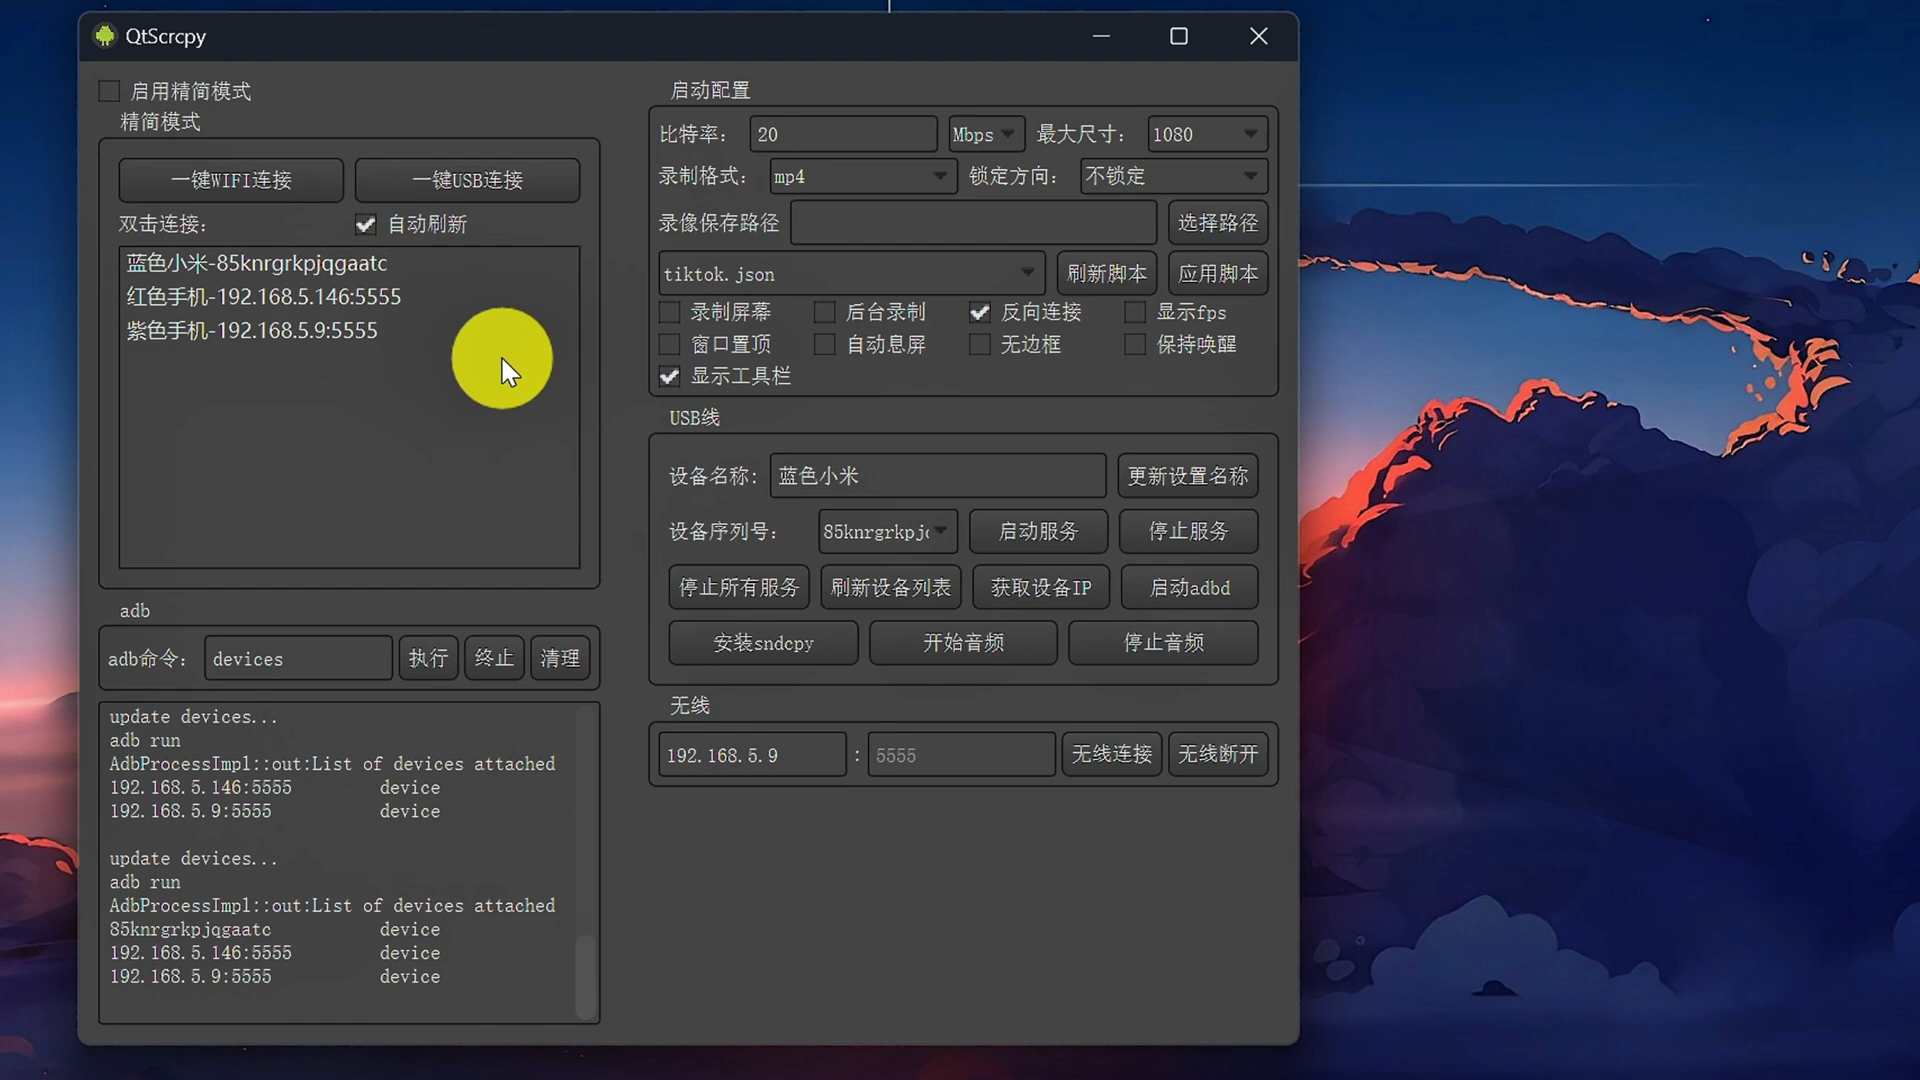 QtScrcpy
启用精简模式
精简模式
一键WIFI连接 一键USB连接
双击连接: 自动刷新
蓝色小米-85knrgrkpjqgaatc
红色手机-192.168.5.146:5555
紫色手机-192.168.5.9:5555
adb
adb命令: devices 执行 终止 清理
update devices...
adb run
AdbProcessImpl::out:List of devices attached
192.168.5.146:5555 device
192.168.5.9:5555 device
update devices...
adb run
AdbProcessImpl::out:List of devices attached
85knrgrkpjqgaatc device
192.168.5.146:5555 device
192.168.5.9:5555 device
启动配置
比特率: 20 Mbps 最大尺寸: 1080
录制格式: mp4 锁定方向: 不锁定
录像保存路径 选择路径
tiktok.json 刷新脚本 应用脚本
录制屏幕 后台录制 反向连接 显示fps
窗口置顶 自动息屏 无边框 保持唤醒
显示工具栏
USB线
设备名称: 蓝色小米 更新设置名称
设备序列号: 85knrgrkpj 启动服务 停止服务
停止所有服务 刷新设备列表 获取设备IP 启动adbd
安装sndcpy 开始音频 停止音频
无线
192.168.5.9 : 5555 无线连接 无线断开